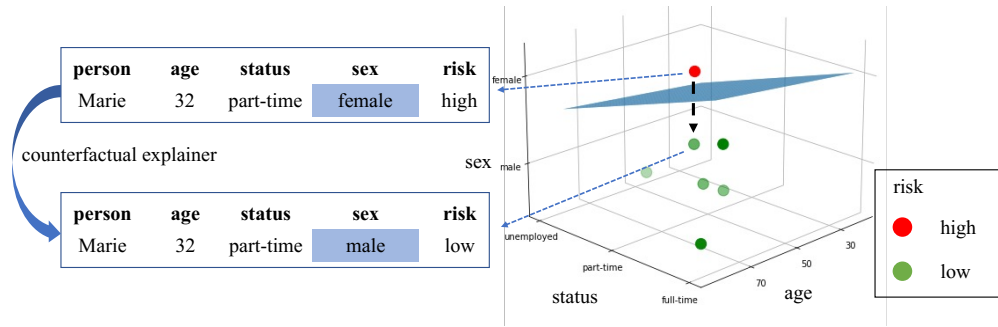 person age status sex risk
Marie 32 part-time female high
counterfactual explainer
person age status sex risk
Marie 32 part-time male low
female
sex
male
unemployed
part-time
full-time
status
70
50
30
age
risk
high
low